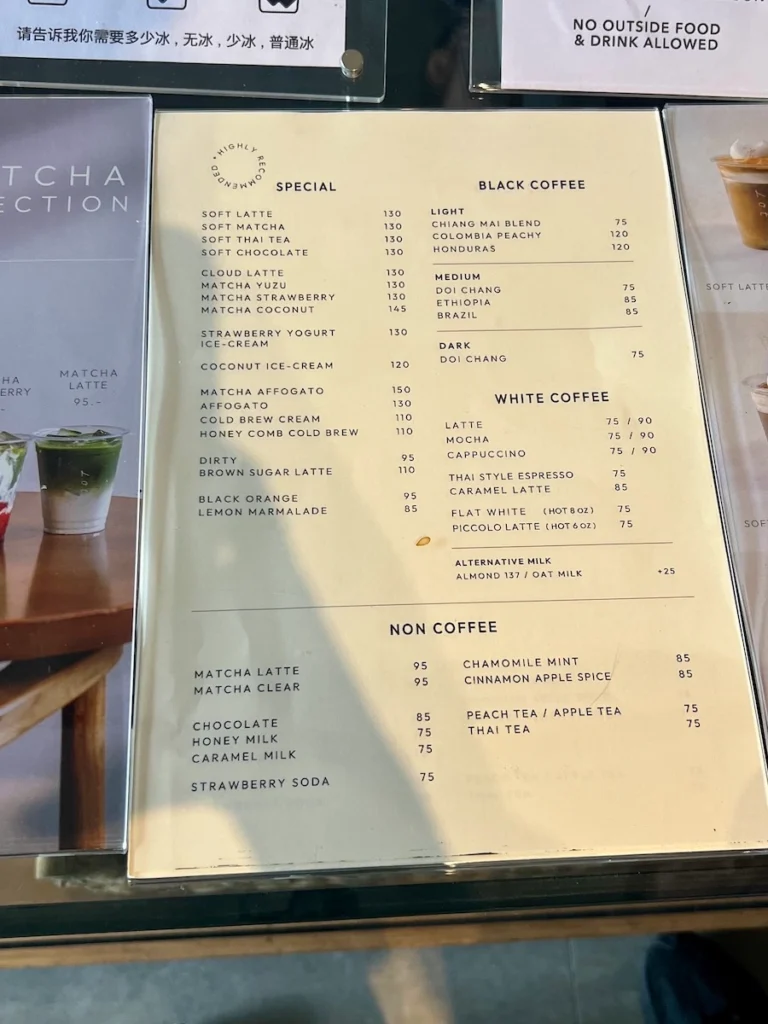 请告诉我你需要多少冰，无冰，少冰，普通冰
/
NO OUTSIDE FOOD
& DRINK ALLOWED
TCHA
ECTION
HA
ERRY
MATCHA
LATTE
95.-
HIGHLY RECOMMENDED
SPECIAL
SOFT LATTE 130
SOFT MATCHA 130
SOFT THAI TEA 130
SOFT CHOCOLATE 130
CLOUD LATTE 130
MATCHA YUZU 130
MATCHA STRAWBERRY 130
MATCHA COCONUT 145
STRAWBERRY YOGURT 130
ICE-CREAM
COCONUT ICE-CREAM 120
MATCHA AFFOGATO 150
AFFOGATO 130
COLD BREW CREAM 110
HONEY COMB COLD BREW 110
DIRTY 95
BROWN SUGAR LATTE 110
BLACK ORANGE 95
LEMON MARMALADE 85
BLACK COFFEE
LIGHT
CHIANG MAI BLEND 75
COLOMBIA PEACHY 120
HONDURAS 120
MEDIUM
DOI CHANG 75
ETHIOPIA 85
BRAZIL 85
DARK
DOI CHANG 75
WHITE COFFEE
LATTE 75 / 90
MOCHA 75 / 90
CAPPUCCINO 75 / 90
THAI STYLE ESPRESSO 75
CARAMEL LATTE 85
FLAT WHITE (HOT 8 OZ) 75
PICCOLO LATTE (HOT 6 OZ) 75
ALTERNATIVE MILK
ALMOND 137 / OAT MILK +25
NON COFFEE
MATCHA LATTE 95
MATCHA CLEAR 95
CHOCOLATE 85
HONEY MILK 75
CARAMEL MILK 75
STRAWBERRY SODA 75
CHAMOMILE MINT 85
CINNAMON APPLE SPICE 85
PEACH TEA / APPLE TEA 75
THAI TEA 75
SOFT LATTE